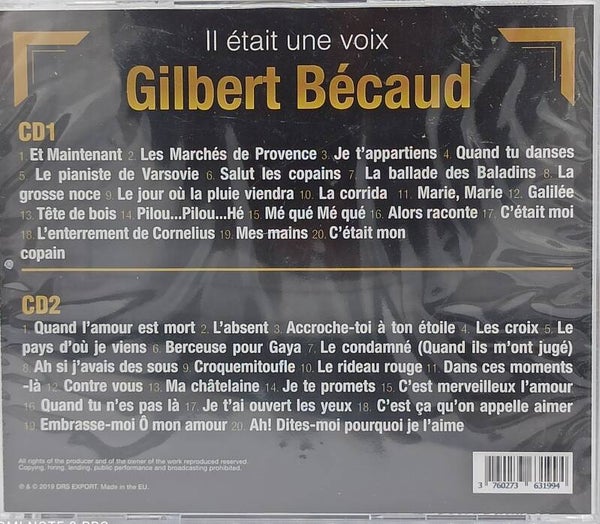 Il était une voix
Gilbert Bécaud
CD1
1. Et Maintenant 2. Les Marchés de Provence 3. Je t'appartiens 4. Quand tu danses
5. Le pianiste de Varsovie 6. Salut les copains 7. La ballade des Baladins 8. La
grosse noce 9. Le jour où la pluie viendra 10. La corrida 11. Marie, Marie 12. Galilée
13. Tête de bois 14. Pilou...Pilou...Hé 15. Mé qué Mé qué 16. Alors raconte 17. C'était moi
18. L'enterrement de Cornelius 19. Mes mains 20. C'était mon
copain
CD2
1. Quand l'amour est mort 2. L'absent 3. Accroche-toi à ton étoile 4. Les croix 5. Le
pays d'où je viens 6. Berceuse pour Gaya 7. Le condamné (Quand ils m'ont jugé)
8. Ah si j'avais des sous 9. Croquemitoufle 10. Le rideau rouge 11. Dans ces moments
-là 12. Contre vous 13. Ma châtelaine 14. Je te promets 15. C'est merveilleux l'amour
16. Quand tu n'es pas là 17. Je t'ai ouvert les yeux 18. C'est ça qu'on appelle aimer
19. Embrasse-moi Ô mon amour 20. Ah! Dites-moi pourquoi je l'aime
All rights of the producer and of the owner of the work reproduced reserved.
Copying, hiring, lending, public performance and broadcasting prohibited.
℗ & © 2019 DRS EXPORT. Made in the EU.
3 760273 631994